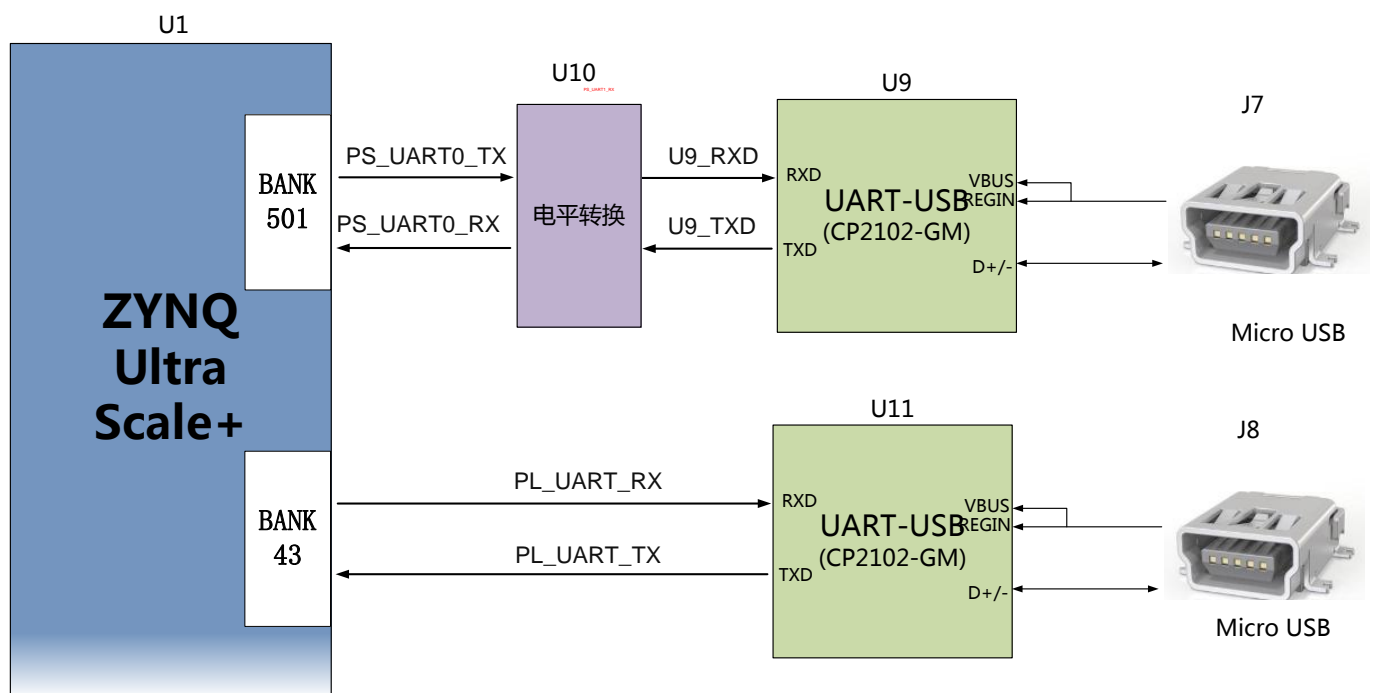 U1
U10
PS_UART1_RX
U9
J7
BANK
501
PS_UART0_TX
PS_UART0_RX
电平转换
U9_RXD
U9_TXD
RXD
TXD
UART-USB
(CP2102-GM)
VBUS
REGIN
D+/-
Micro USB
ZYNQ
Ultra
Scale+
U11
J8
BANK
43
PL_UART_RX
PL_UART_TX
RXD
TXD
UART-USB
(CP2102-GM)
VBUS
REGIN
D+/-
Micro USB